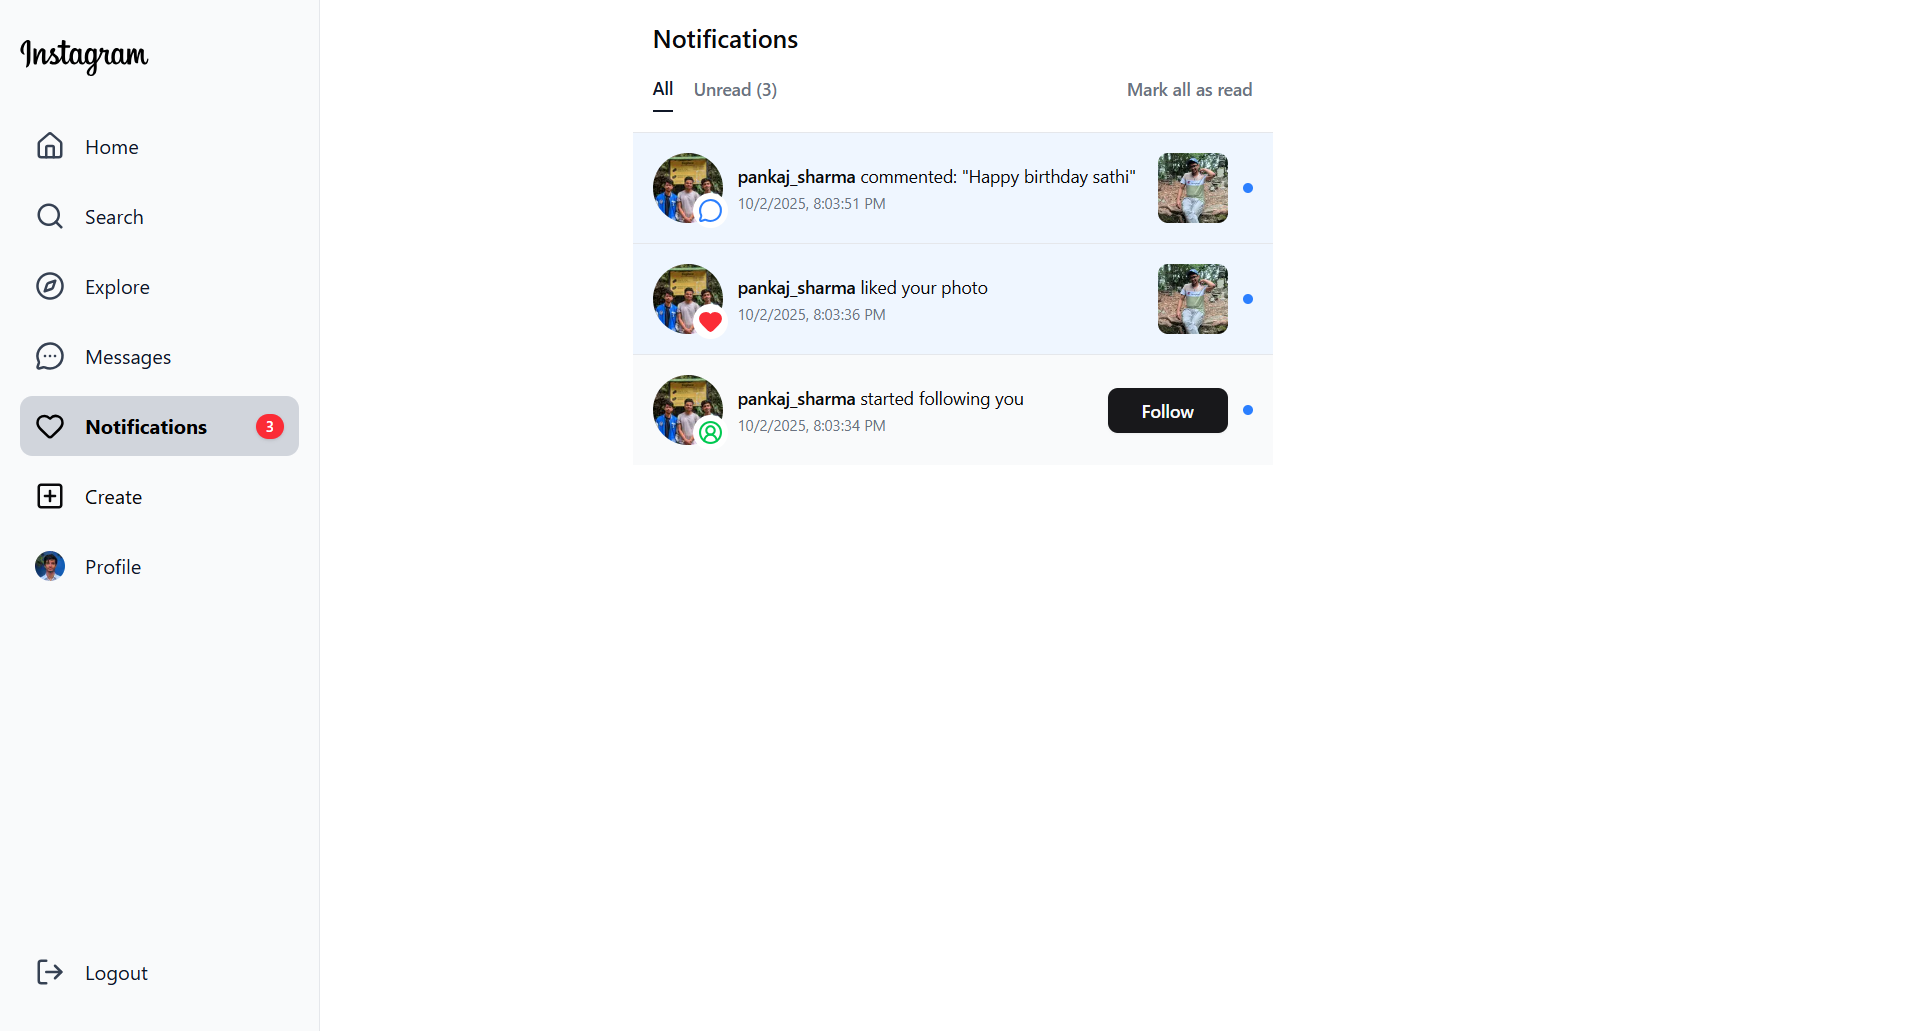 Instagram
Home
Search
Explore
Messages
Notifications 3
Create
Profile
Logout
Notifications
All Unread (3) Mark all as read
pankaj_sharma commented: "Happy birthday sathi"
10/2/2025, 8:03:51 PM
pankaj_sharma liked your photo
10/2/2025, 8:03:36 PM
pankaj_sharma started following you
10/2/2025, 8:03:34 PM
Follow